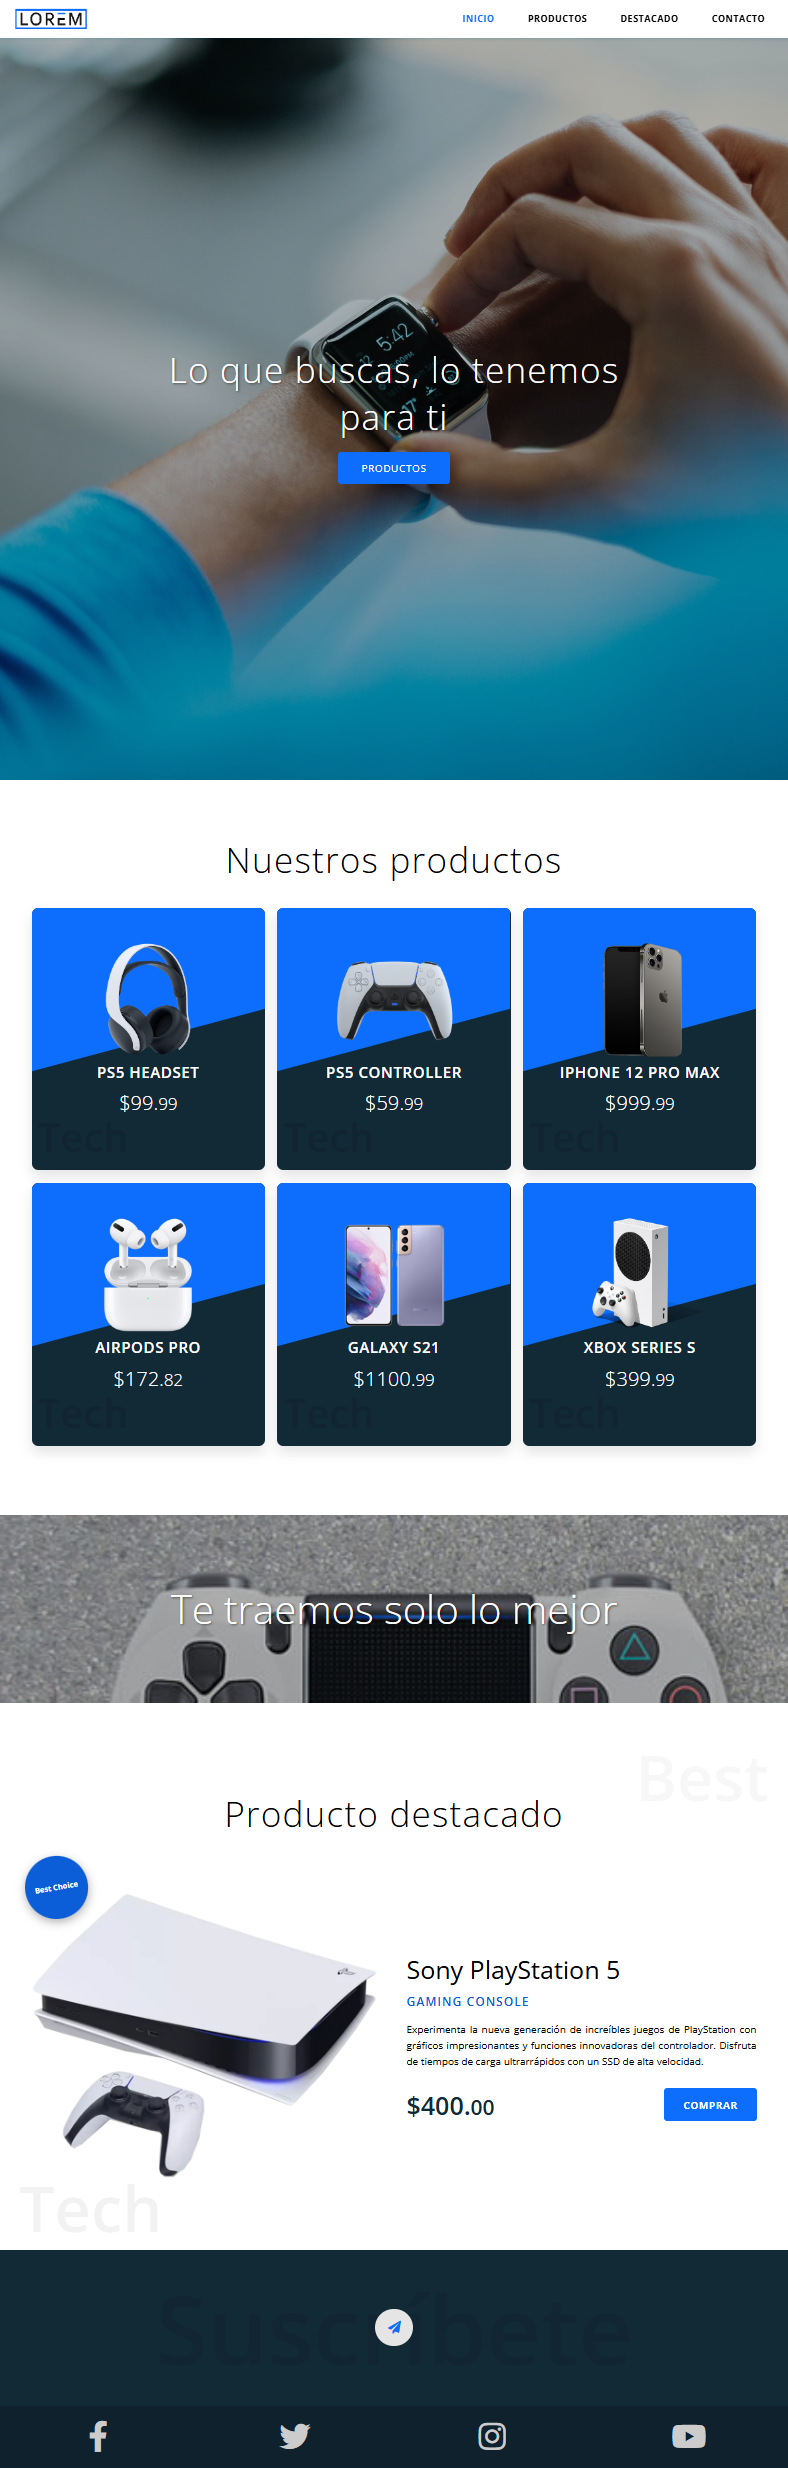 LOREM
INICIO PRODUCTOS DESTACADO CONTACTO
5:42
Lo que buscas, lo tenemos
para ti
PRODUCTOS
Nuestros productos
PS5 HEADSET
$99.99
Tech
PS5 CONTROLLER
$59.99
Tech
IPHONE 12 PRO MAX
$999.99
Tech
AIRPODS PRO
$172.82
Tech
GALAXY S21
$1100.99
Tech
XBOX SERIES S
$399.99
Tech
Te traemos solo lo mejor
Best
Producto destacado
Best Choice
Sony PlayStation 5
GAMING CONSOLE
Experimenta la nueva generación de increíbles juegos de PlayStation con
gráficos impresionantes y funciones innovadoras del controlador. Disfruta
de tiempos de carga ultrarrápidos con un SSD de alta velocidad.
$400.00
COMPRAR
Tech
Suscríbete